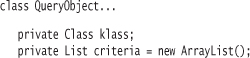 class QueryObject...
private Class klass;
private List criteria = new ArrayList();